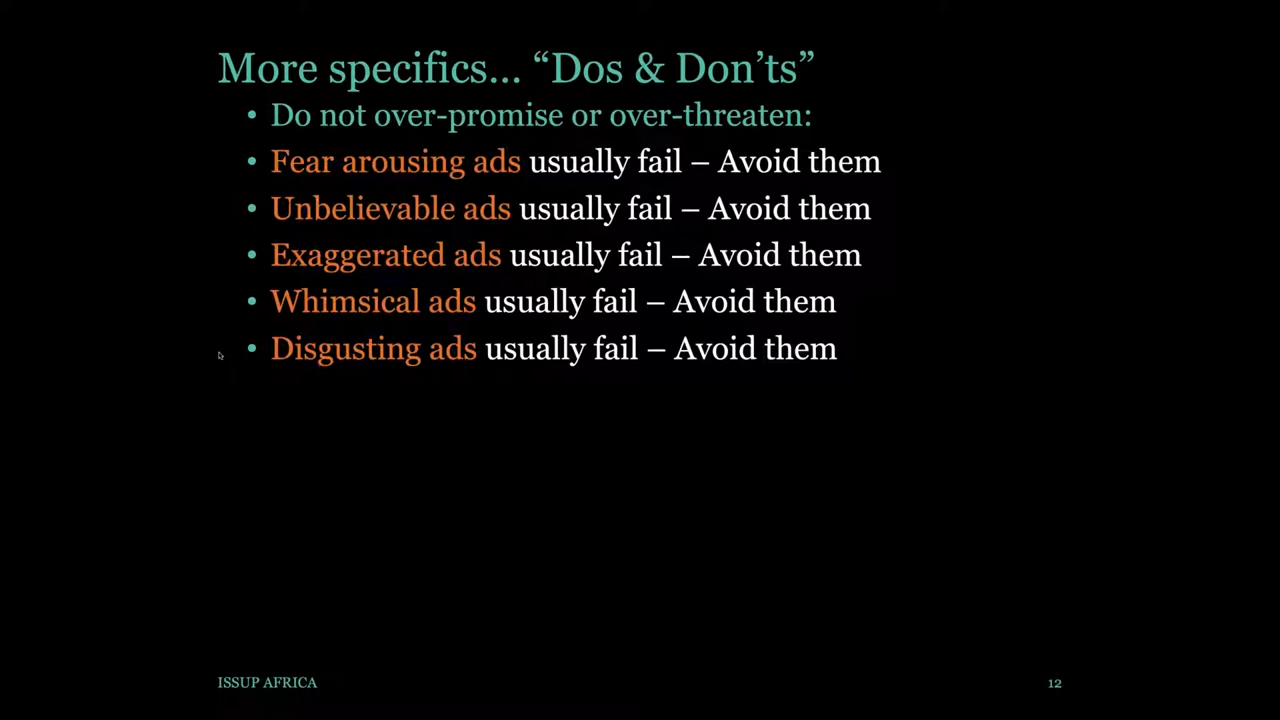 More specifics... “Dos & Don’ts”
• Do not over-promise or over-threaten:
• Fear arousing ads usually fail – Avoid them
• Unbelievable ads usually fail – Avoid them
• Exaggerated ads usually fail – Avoid them
• Whimsical ads usually fail – Avoid them
• Disgusting ads usually fail – Avoid them
ISSUP AFRICA
12